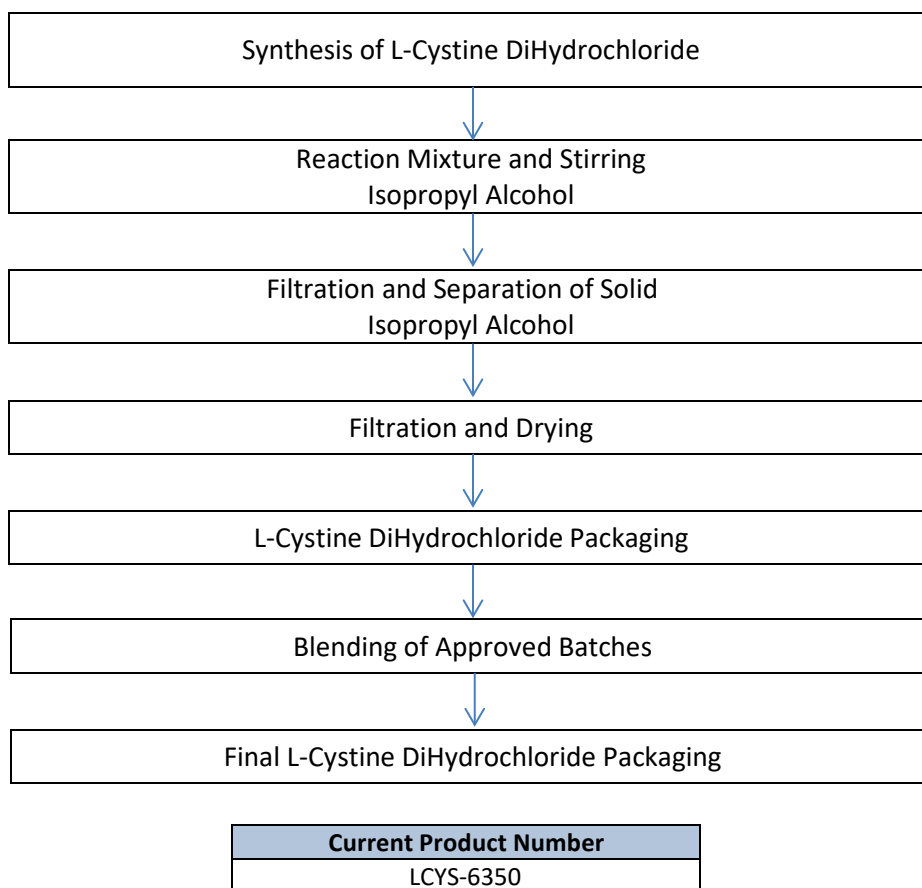 Synthesis of L-Cystine DiHydrochloride
Reaction Mixture and Stirring
Isopropyl Alcohol
Filtration and Separation of Solid
Isopropyl Alcohol
Filtration and Drying
L-Cystine DiHydrochloride Packaging
Blending of Approved Batches
Final L-Cystine DiHydrochloride Packaging
Current Product Number
LCYS-6350